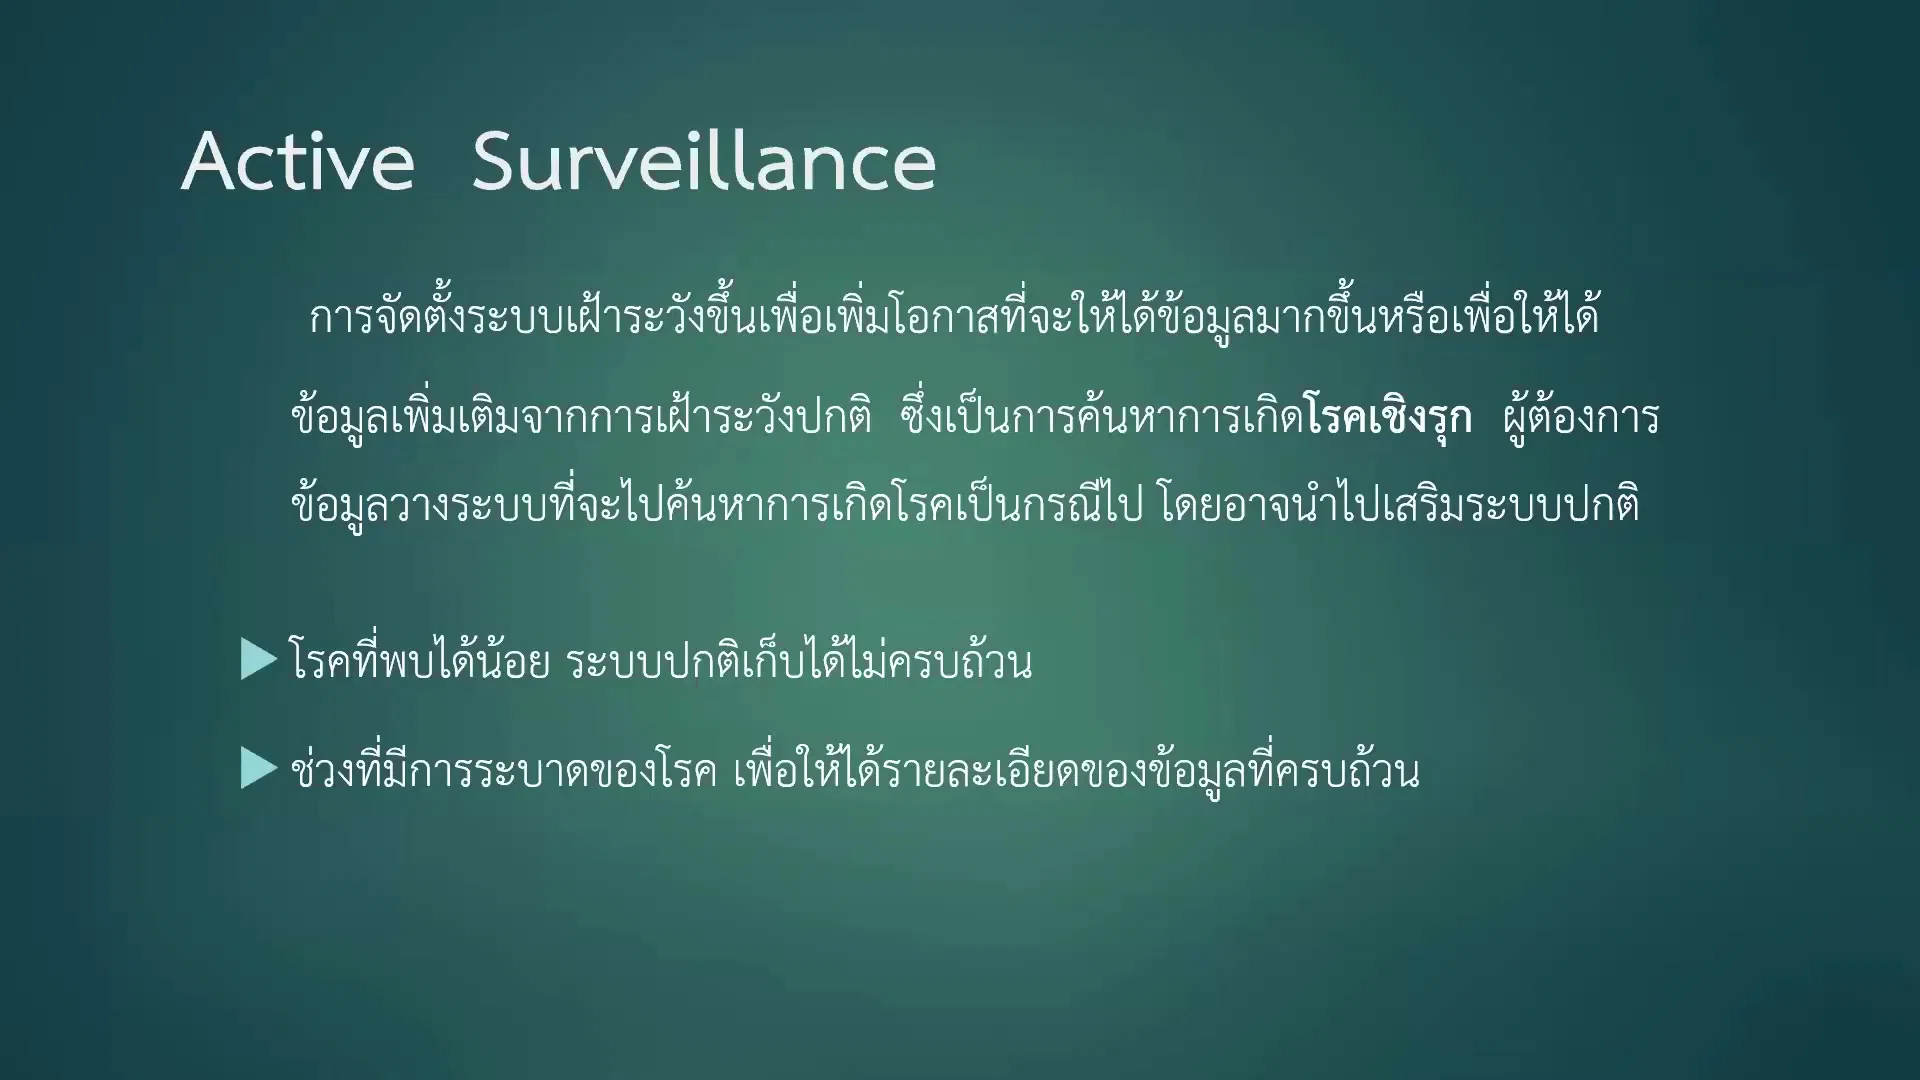 Active Surveillance
การจัดตั้งระบบเฝ้าระวังขึ้นเพื่อเพิ่มโอกาสที่จะให้ได้ข้อมูลมากขึ้นหรือเพื่อให้ได้
ข้อมูลเพิ่มเติมจากการเฝ้าระวังปกติ ซึ่งเป็นการค้นหาการเกิดโรคเชิงรุก ผู้ต้องการ
ข้อมูลวางระบบที่จะไปค้นหาการเกิดโรคเป็นกรณีไป โดยอาจนำไปเสริมระบบปกติ
โรคที่พบได้น้อย ระบบปกติเก็บได้ไม่ครบถ้วน
ช่วงที่มีการระบาดของโรค เพื่อให้ได้รายละเอียดของข้อมูลที่ครบถ้วน